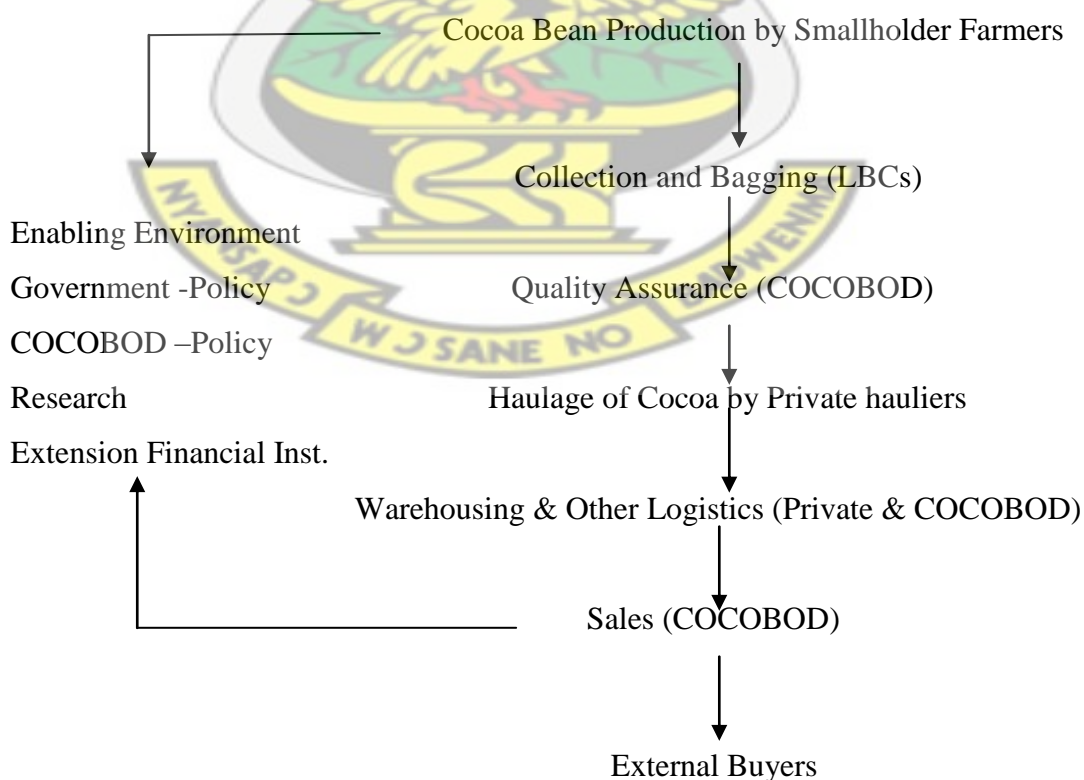 Cocoa Bean Production by Smallholder Farmers
Collection and Bagging (LBCs)
Enabling Environment
Government -Policy
Quality Assurance (COCOBOD)
COCOBOD –Policy
Research
Haulage of Cocoa by Private hauliers
Extension Financial Inst.
Warehousing & Other Logistics (Private & COCOBOD)
Sales (COCOBOD)
External Buyers
W Ɔ SANE NO